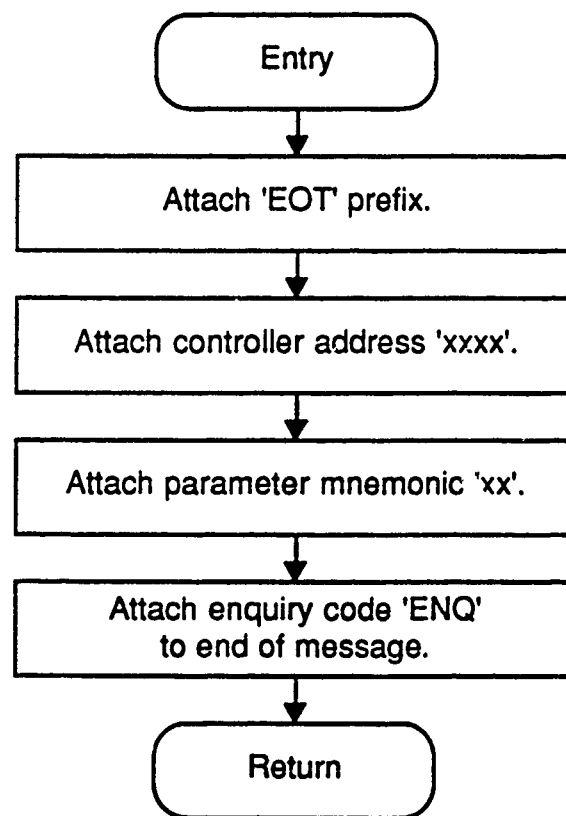 Entry
Attach 'EOT' prefix.
Attach controller address 'xxxx'.
Attach parameter mnemonic 'xx'.
Attach enquiry code 'ENQ'
to end of message.
Return